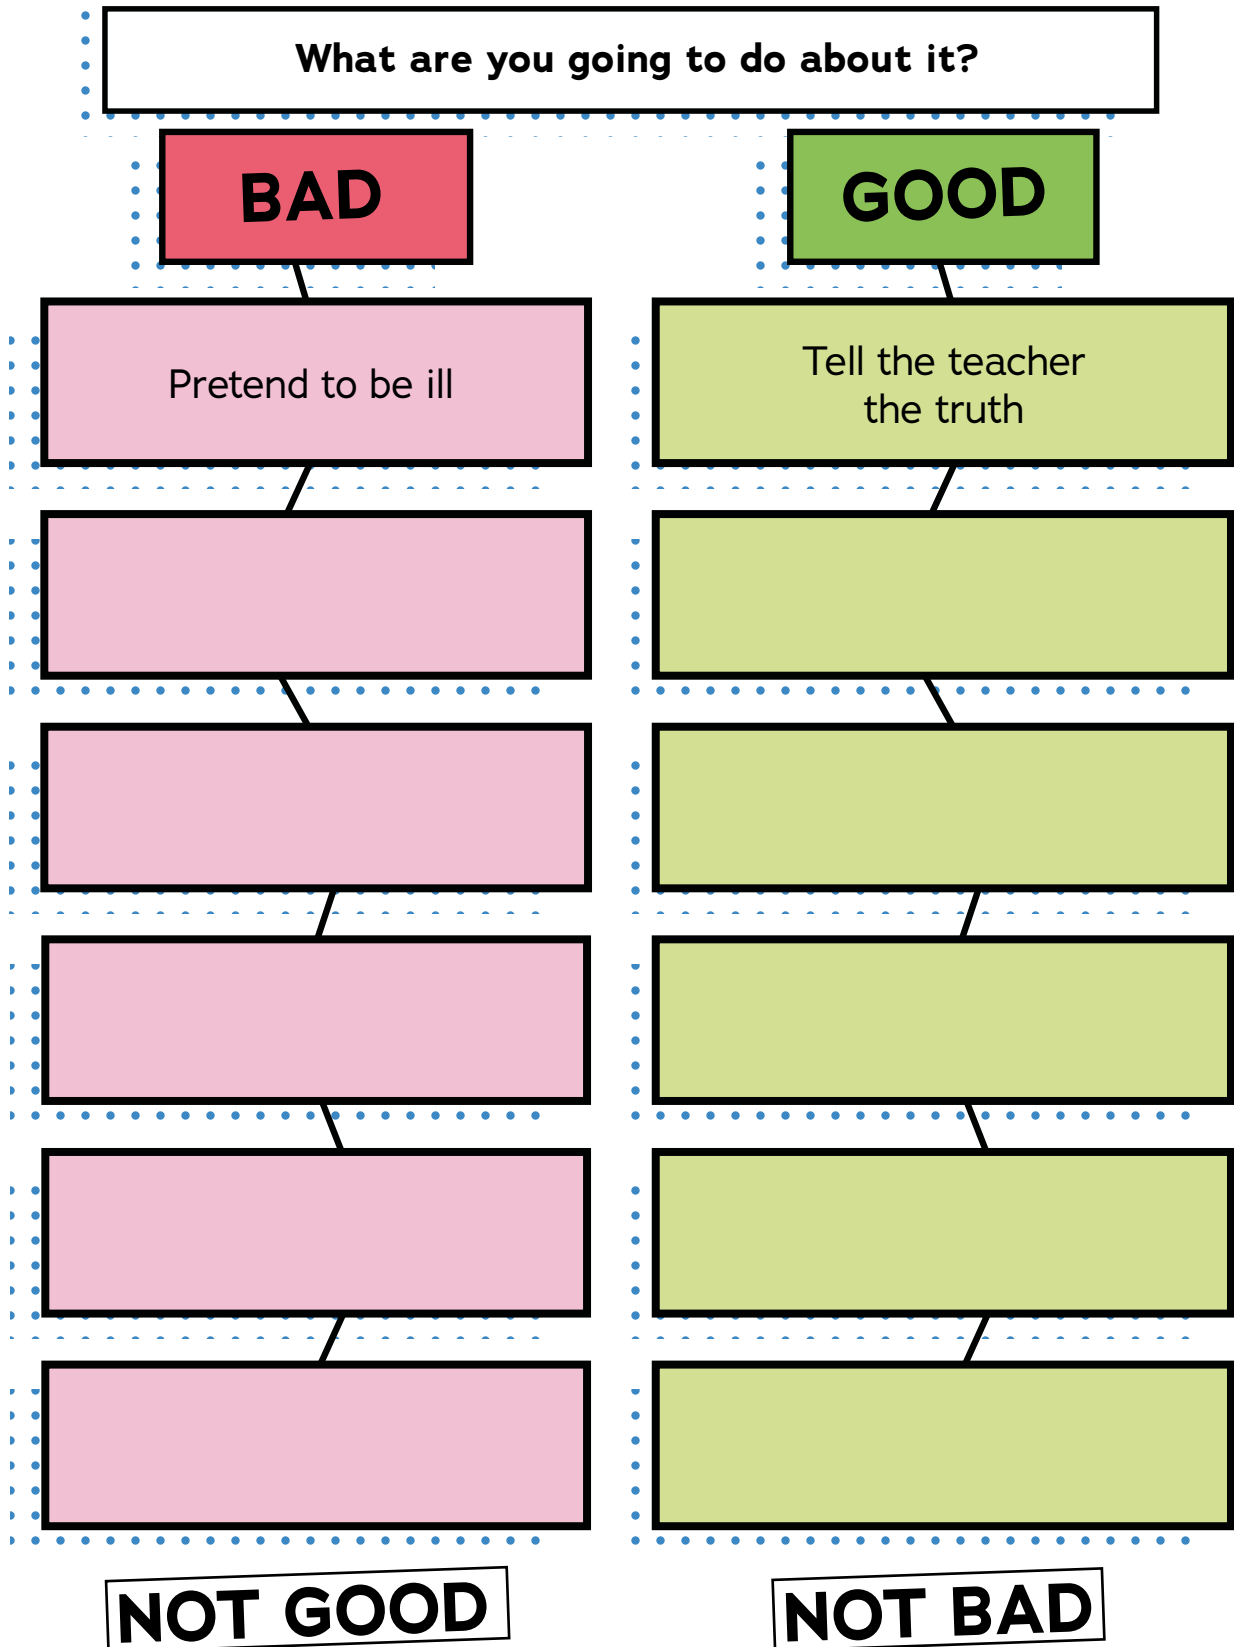 What are you going to do about it?
BAD
GOOD
Pretend to be ill
Tell the teacher
the truth
NOT GOOD
NOT BAD